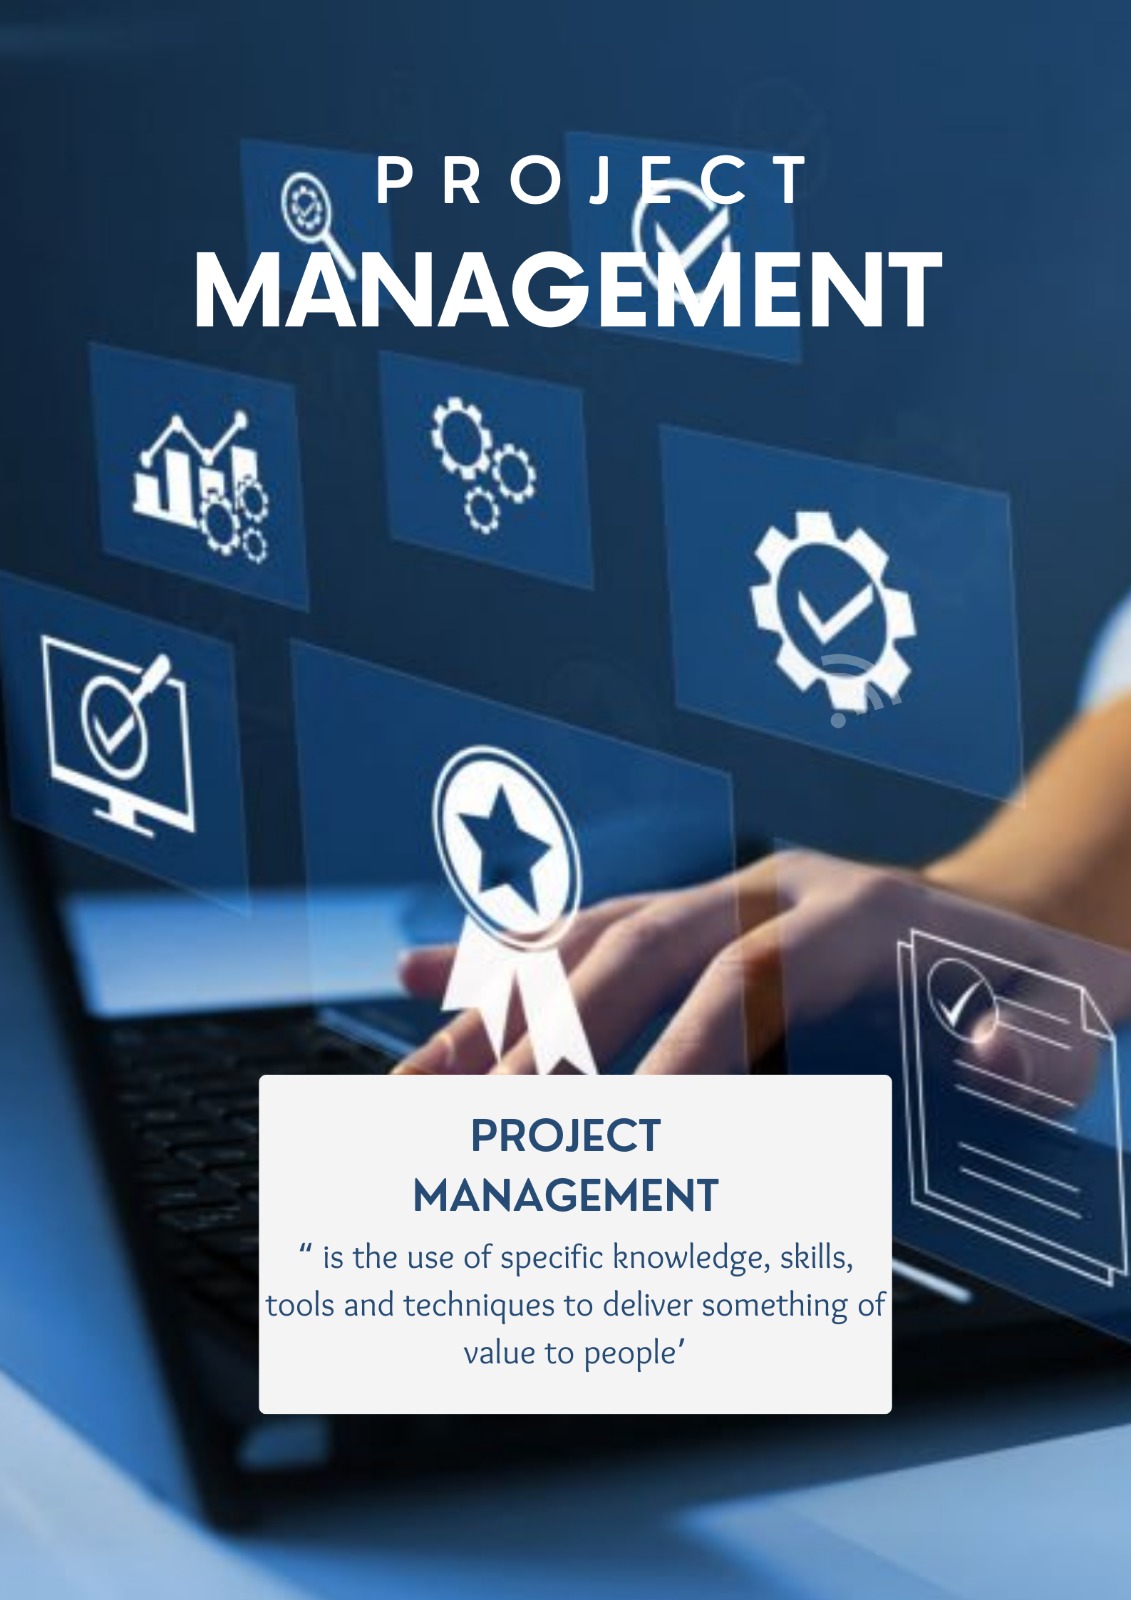 PROJECT
MANAGEMENT
PROJECT
MANAGEMENT
“ is the use of specific knowledge, skills,
tools and techniques to deliver something of
value to people’